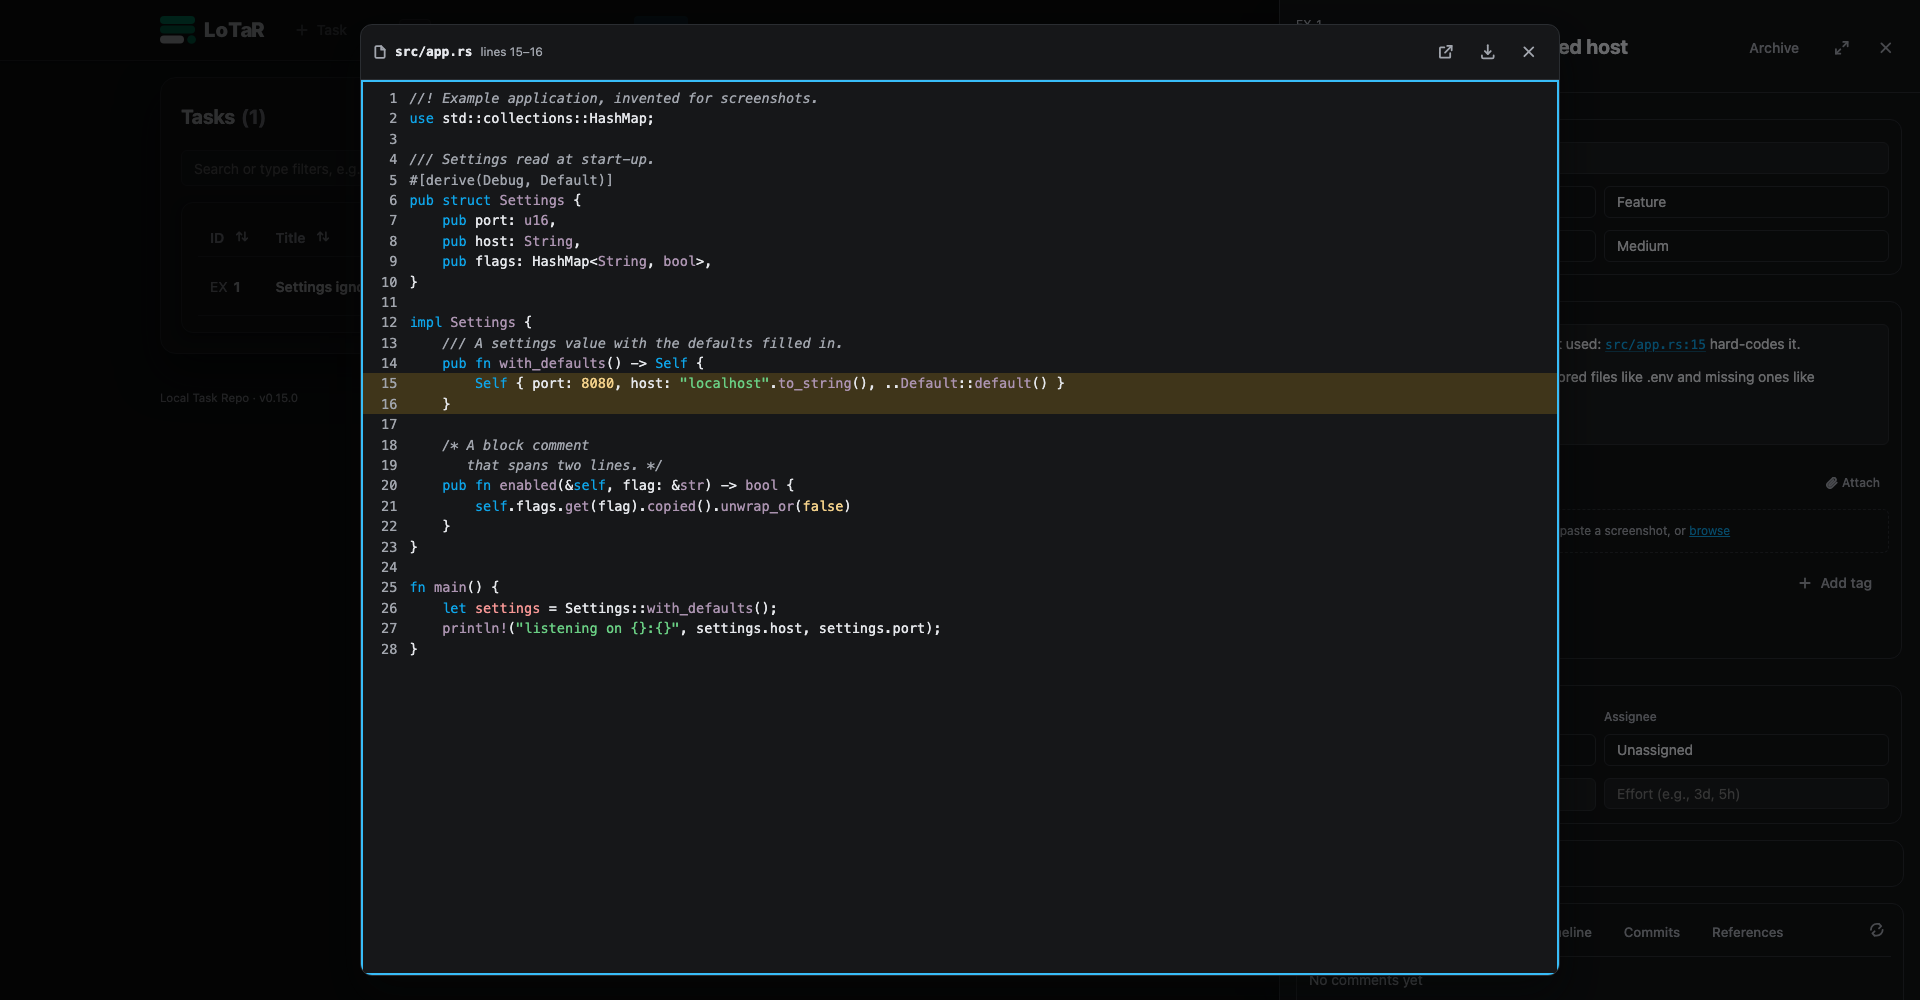 LoTaR
+ Task
Tasks (1)
Search or type filters, e.g.
ID
Title
EX 1
Settings igno
Local Task Repo · v0.15.0
src/app.rs lines 15–16
1 //! Example application, invented for screenshots.
2 use std::collections::HashMap;
3
4 /// Settings read at start-up.
5 #[derive(Debug, Default)]
6 pub struct Settings {
7     pub port: u16,
8     pub host: String,
9     pub flags: HashMap<String, bool>,
10 }
11
12 impl Settings {
13     /// A settings value with the defaults filled in.
14     pub fn with_defaults() -> Self {
15         Self { port: 8080, host: "localhost".to_string(), ..Default::default() }
16     }
17
18     /* A block comment
19        that spans two lines. */
20     pub fn enabled(&self, flag: &str) -> bool {
21         self.flags.get(flag).copied().unwrap_or(false)
22     }
23 }
24
25 fn main() {
26     let settings = Settings::with_defaults();
27     println!("listening on {}:{}", settings.host, settings.port);
28 }
EX 1
ed host
Archive
Feature
Medium
used: src/app.rs:15 hard-codes it.
ored files like .env and missing ones like
Attach
paste a screenshot, or browse
+ Add tag
Assignee
Unassigned
Effort (e.g., 3d, 5h)
eline
Commits
References
No comments yet